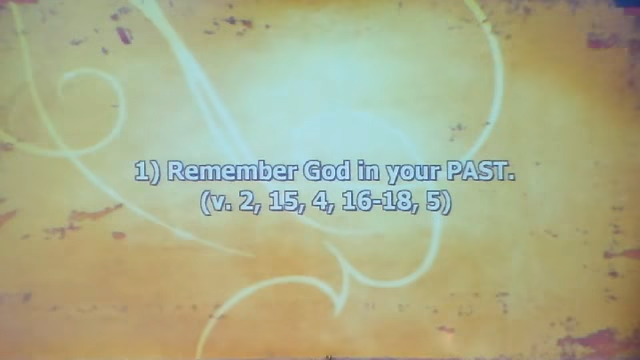 1) Remember God in your PAST.
(v. 2, 15, 4, 16-18, 5)